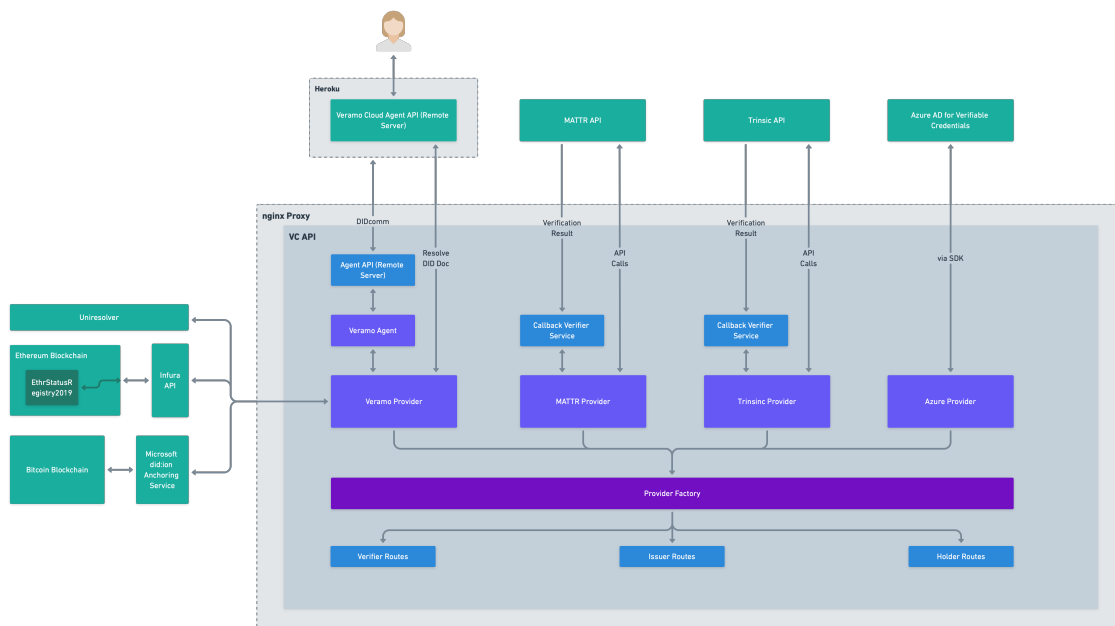 Heroku
Veramo Cloud Agent API (Remote
Server)
MATTR API
Trinsic API
Azure AD for Verifiable
Credentials
nginx Proxy
DIDcomm
Verification
Result
Verification
Result
VC API
Resolve
DID Doc
API
Calls
API
Calls
via SDK
Agent API (Remote
Server)
Uniresolver
Veramo Agent
Callback Verifier
Service
Callback Verifier
Service
Ethereum Blockchain
EthrStatusR
egistry2019
Infura
API
Veramo Provider
MATTR Provider
Trinsinc Provider
Azure Provider
Bitcoin Blockchain
Microsoft
did:ion
Anchoring
Service
Provider Factory
Verifier Routes
Issuer Routes
Holder Routes